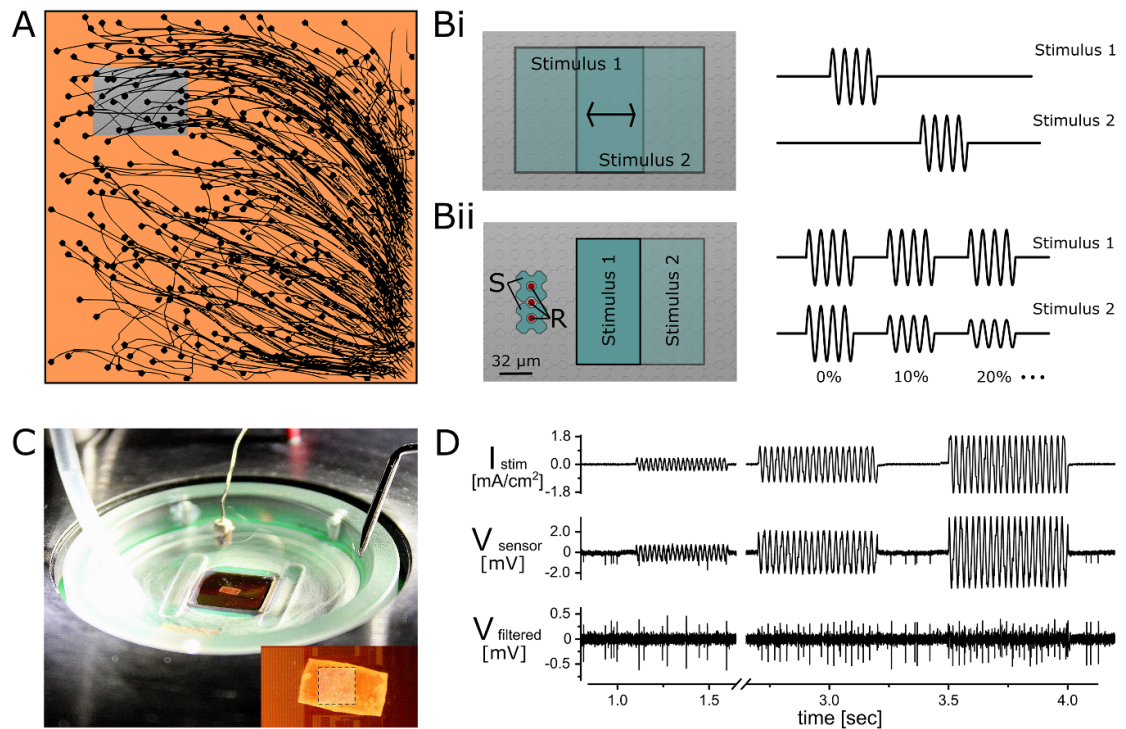 A
Bi
Stimulus 1
Stimulus 2
Stimulus 1
Stimulus 2
Bii
S
R
Stimulus 1
Stimulus 2
32 µm
Stimulus 1
Stimulus 2
0% 10% 20% •••
C
D
I stim
[mA/cm²]
1.8
0.0
-1.8
V sensor
[mV]
2.0
0
-2.0
V filtered
[mV]
0.5
0
-0.5
1.0 1.5 3.0 3.5 4.0
time [sec]